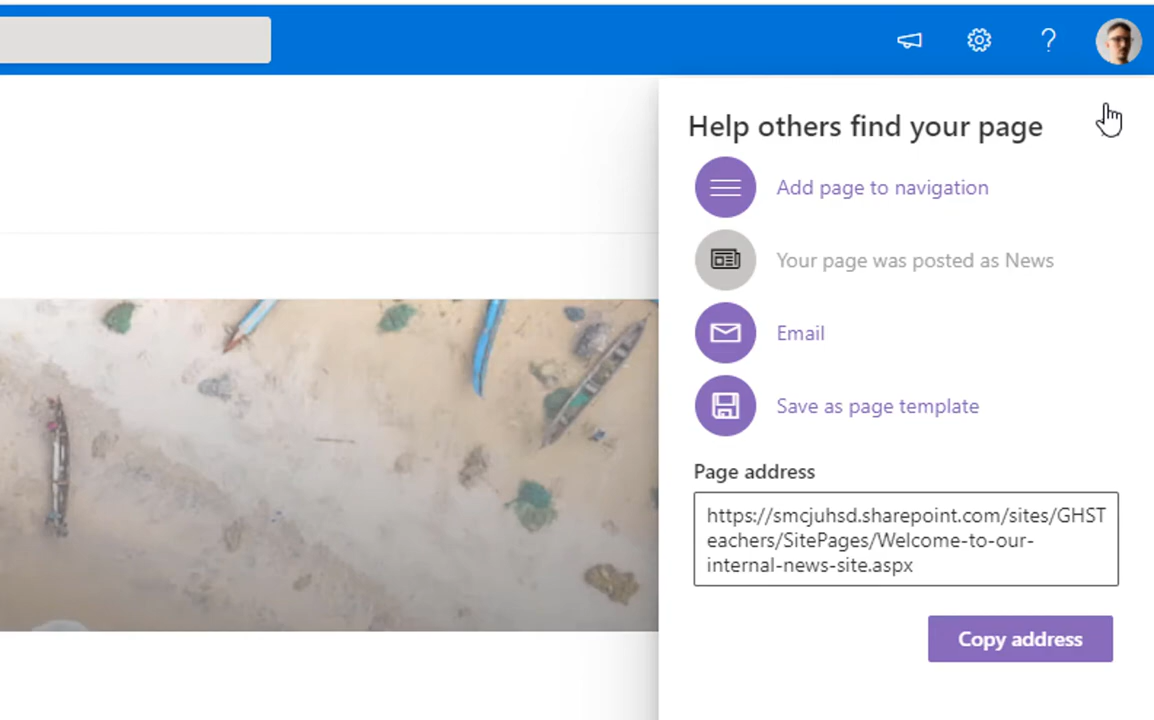 Help others find your page
Add page to navigation
Your page was posted as News
Email
Save as page template
Page address
https://smcjuhsd.sharepoint.com/sites/GHST
eachers/SitePages/Welcome-to-our-
internal-news-site.aspx
Copy address